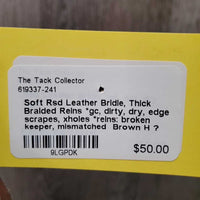 The Tack Collector
619337-241
Soft Rsd Leather Bridle, Thick
Braided Reins *gc, dirty, dry, edge
scrapes, xholes *reins: broken
keeper, mismatched Brown H ?
9LGPDK
$50.00